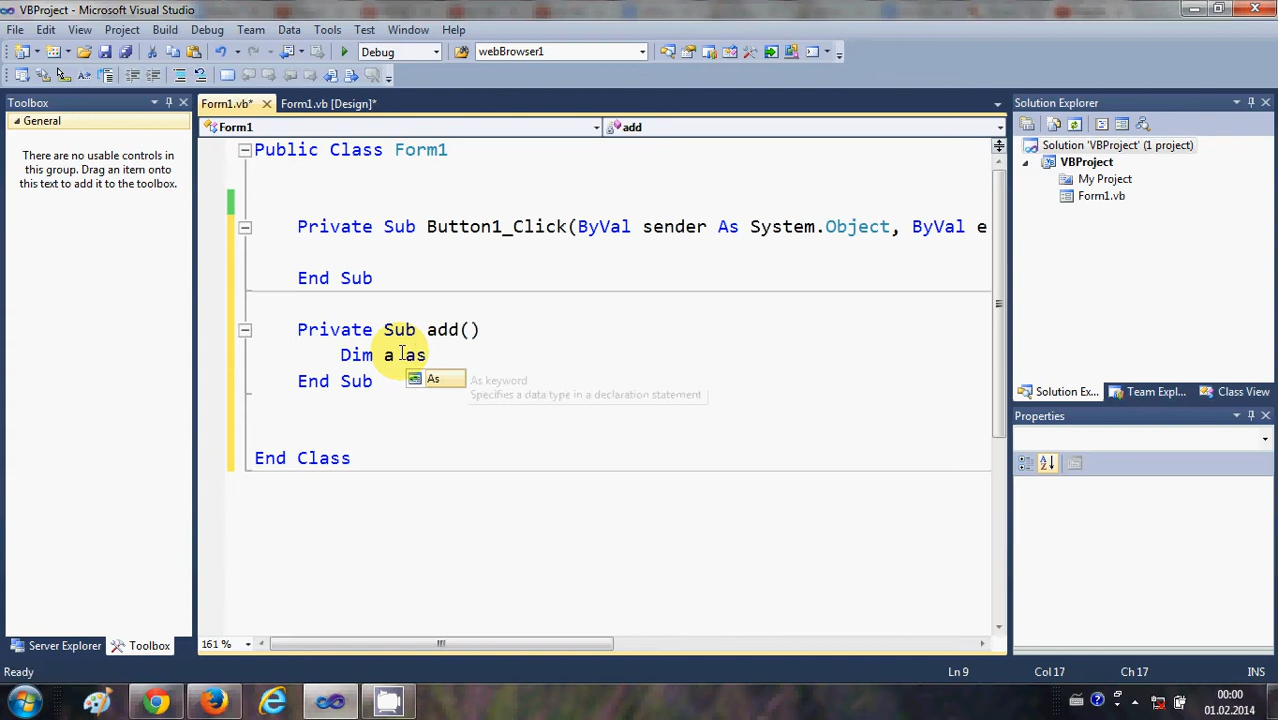 VBProject - Microsoft Visual Studio
File Edit View Project Build Debug Team Data Tools Test Window Help
Debug webBrowser1
Toolbox
General
There are no usable controls in
this group. Drag an item onto
this text to add it to the toolbox.
Server Explorer Toolbox
Form1.vb* Form1.vb [Design]*
Form1 add
Public Class Form1
Private Sub Button1_Click(ByVal sender As System.Object, ByVal e
End Sub
Private Sub add()
Dim a as
As
As keyword
Specifies a data type in a declaration statement
End Sub
End Class
161 %
Solution Explorer
Solution 'VBProject' (1 project)
VBProject
My Project
Form1.vb
Solution Ex... Team Expl... Class View
Properties
Ready Ln 9 Col 17 Ch 17 INS
00:00
01.02.2014